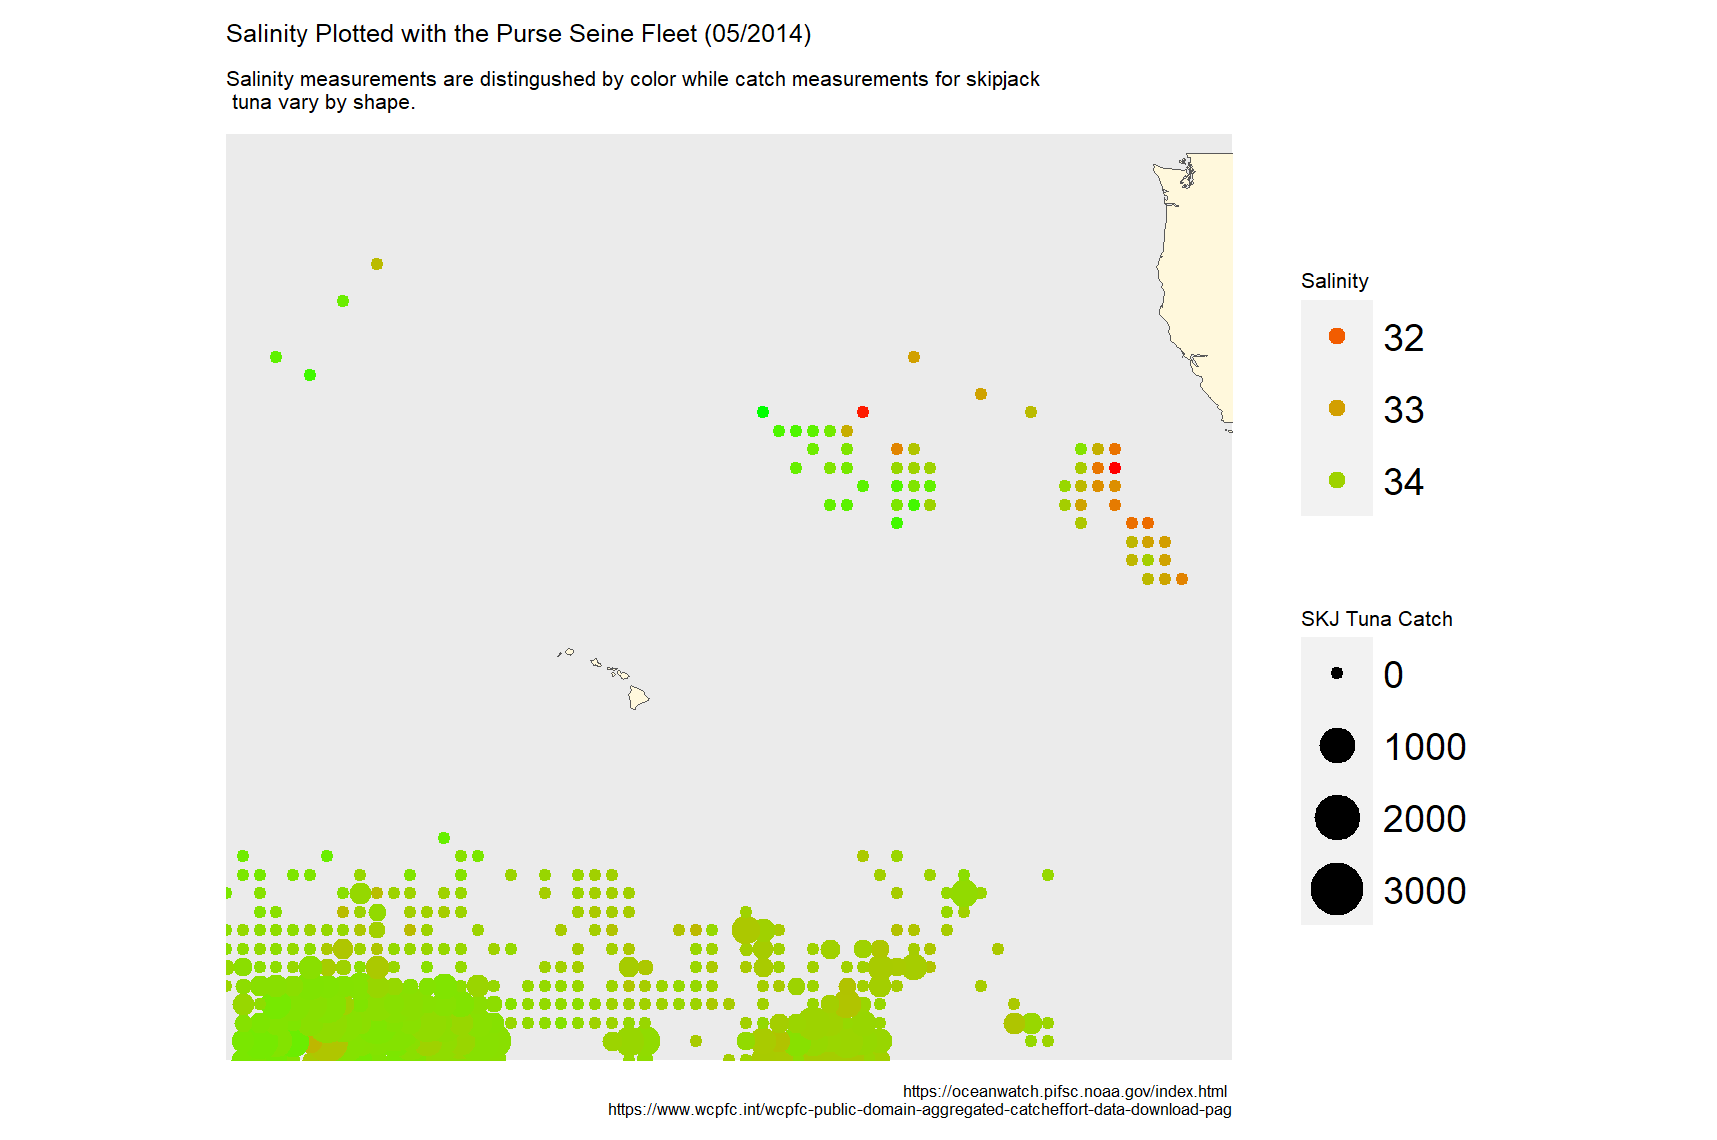 Salinity Plotted with the Purse Seine Fleet (05/2014)
Salinity measurements are distingushed by color while catch measurements for skipjack
tuna vary by shape.
Salinity
32
33
34
SKJ Tuna Catch
0
1000
2000
3000
https://oceanwatch.pifsc.noaa.gov/index.html
https://www.wcpfc.int/wcpfc-public-domain-aggregated-catcheffort-data-download-pag